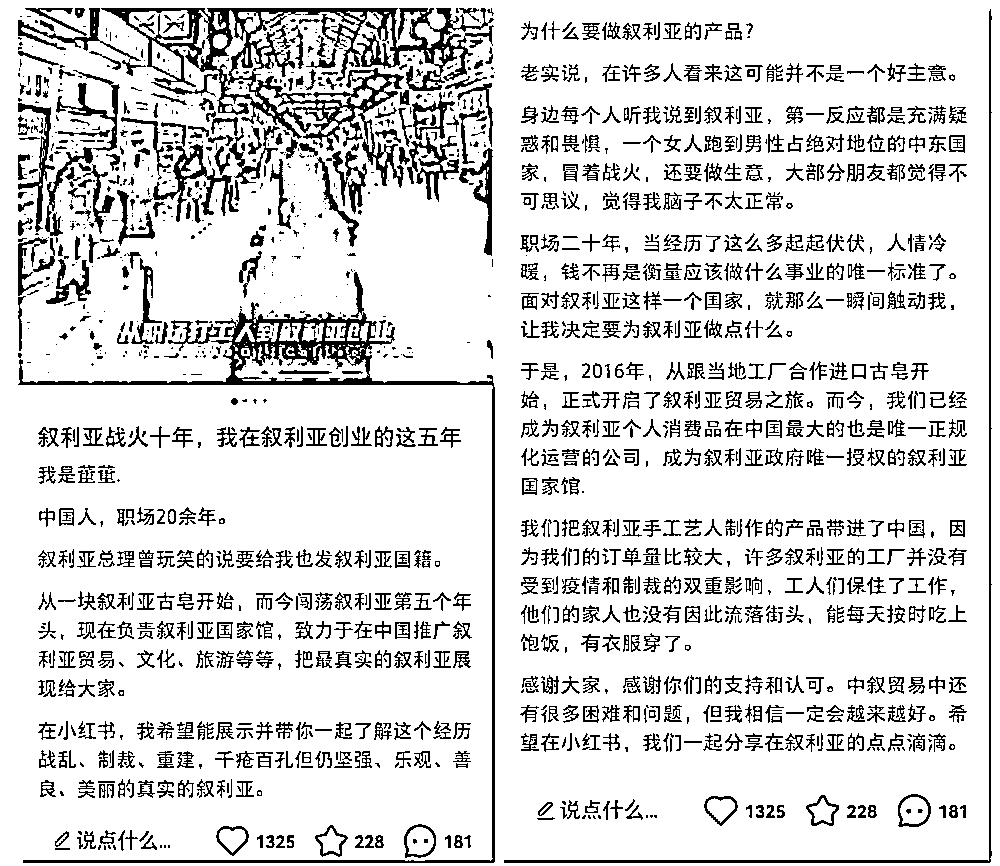 从职场打工人到叙利亚创业
叙利亚战火十年，我在叙利亚创业的这五年
我是蓙蓙.
中国人，职场20余年。
叙利亚总理曾玩笑的说要给我也发叙利亚国籍。
从一块叙利亚古皂开始，而今闯荡叙利亚第五个年
头，现在负责叙利亚国家馆，致力于在中国推广叙
利亚贸易、文化、旅游等等，把最真实的叙利亚展
现给大家。
在小红书，我希望能展示并带你一起了解这个经历
战乱、制裁、重建，千疮百孔但仍坚强、乐观、善
良、美丽的真实的叙利亚。
说点什么...
1325
228
181
为什么要做叙利亚的产品？
老实说，在许多人看来这可能并不是一个好主意。
身边每个人听我说到叙利亚，第一反应都是充满疑
惑和畏惧，一个女人跑到男性占绝对地位的中东国
家，冒着战火，还要做生意，大部分朋友都觉得不
可思议，觉得我脑子不太正常。
职场二十年，当经历了这么多起起伏伏，人情冷
暖，钱不再是衡量应该做什么事业的唯一标准了。
面对叙利亚这样一个国家，就那么一瞬间触动我，
让我决定要为叙利亚做点什么。
于是，2016年，从跟当地工厂合作进口古皂开
始，正式开启了叙利亚贸易之旅。而今，我们已经
成为叙利亚个人消费品在中国最大的也是唯一正规
化运营的公司，成为叙利亚政府唯一授权的叙利亚
国家馆.
我们把叙利亚手工艺人制作的产品带进了中国，因
为我们的订单量比较大，许多叙利亚的工厂并没有
受到疫情和制裁的双重影响，工人们保住了工作，
他们的家人也没有因此流落街头，能每天按时吃上
饱饭，有衣服穿了。
感谢大家，感谢你们的支持和认可。中叙贸易中还
有很多困难和问题，但我相信一定会越来越好。希
望在小红书，我们一起分享在叙利亚的点点滴滴。
说点什么...
1325
228
181